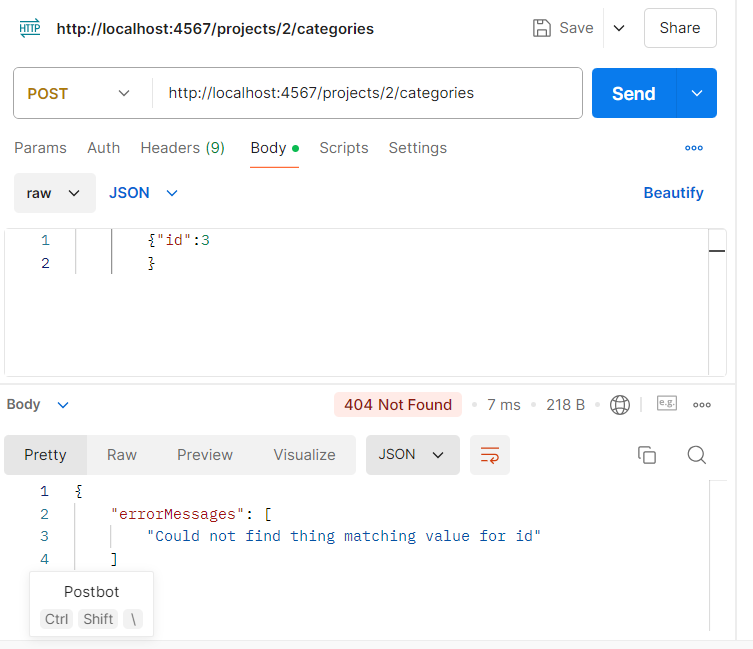 HTTP http://localhost:4567/projects/2/categories Save Share
POST http://localhost:4567/projects/2/categories Send
Params Auth Headers (9) Body Scripts Settings
raw JSON Beautify
1 {"id":3
2 }
Body 404 Not Found 7 ms 218 B e.g.
Pretty Raw Preview Visualize JSON
1 {
2 "errorMessages": [
3 "Could not find thing matching value for id"
4 ]
Postbot
Ctrl Shift \